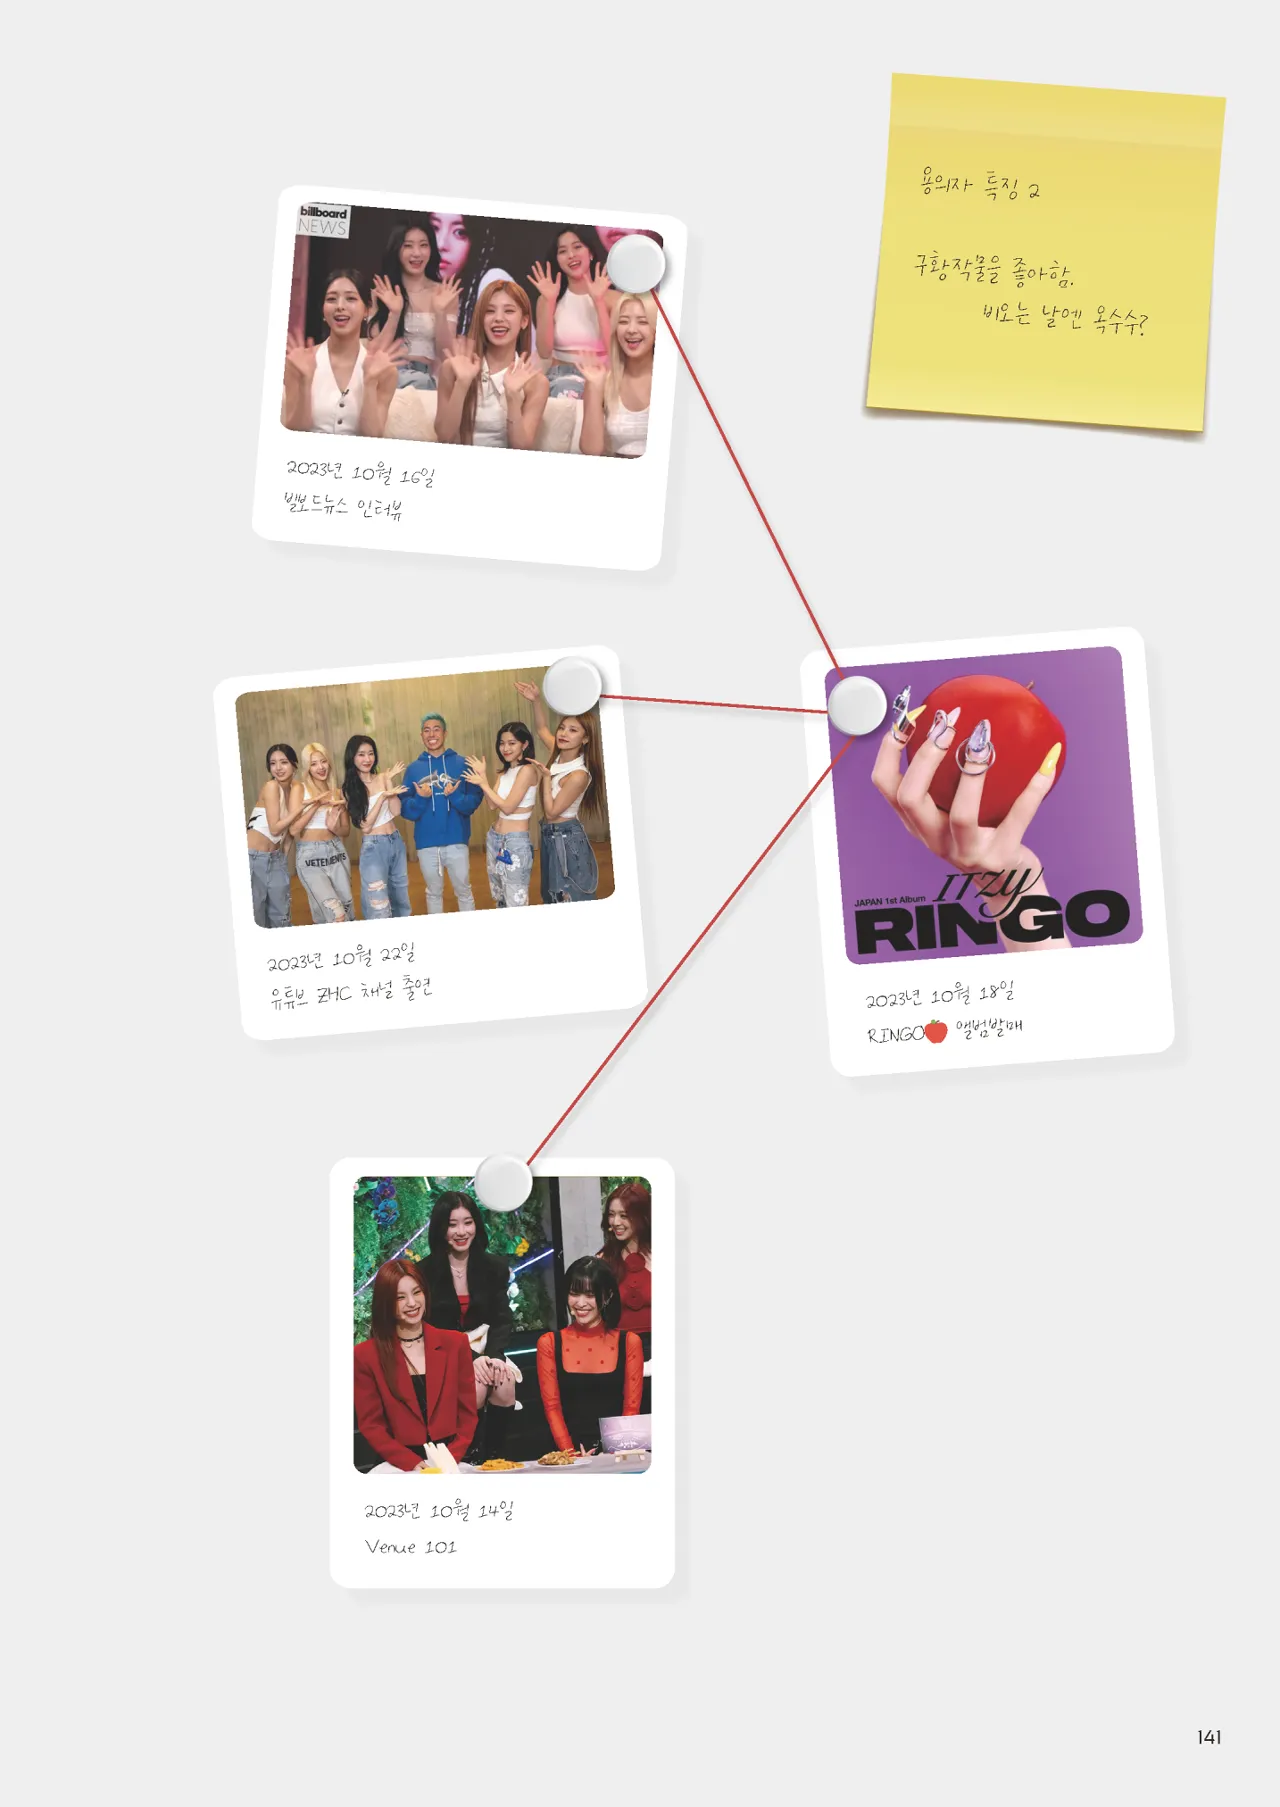 용의자 특징 2
구황작물을 좋아함.
비오는 날엔 옥수수?
billboard
NEWS
2023년 10월 16일
빌보드뉴스 인터뷰
VETEMENTS
2023년 10월 22일
유튜브 ZHC 채널 출연
ITZY
JAPAN 1st Album
RINGO
2023년 10월 18일
RINGO🍎 앨범발매
2023년 10월 14일
Venue 101
141